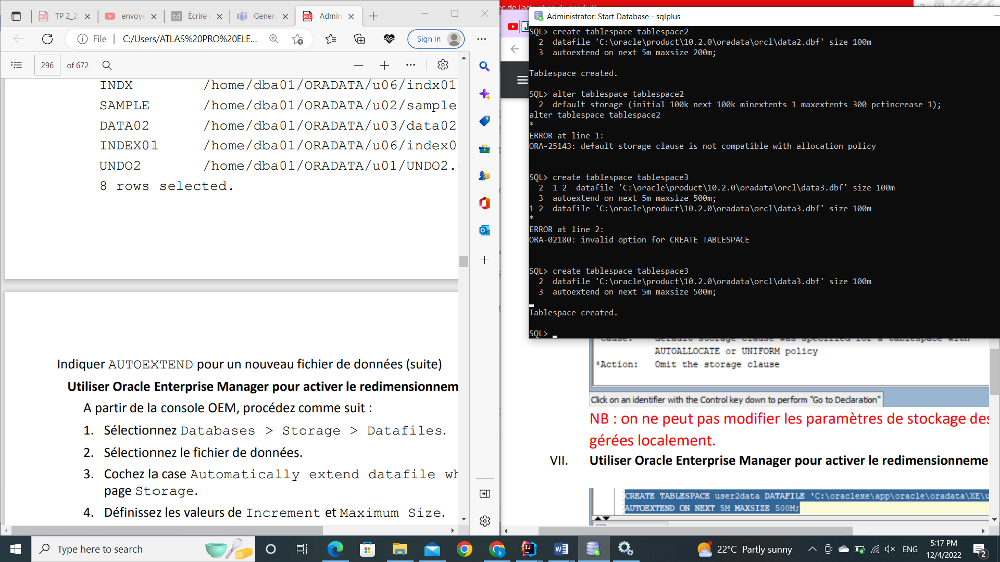 TP 2_2
envoye
Écrire
Genera
Admin
File
C:/Users/ATLAS%20PRO%20ELE...
Sign in
296
of 672
INDX /home/dba01/ORADATA/u06/indx01
SAMPLE /home/dba01/ORADATA/u02/sample
DATA02 /home/dba01/ORADATA/u03/data02
INDEX01 /home/dba01/ORADATA/u06/index0
UNDO2 /home/dba01/ORADATA/u01/UNDO2.
8 rows selected.
Indiquer AUTOEXTEND pour un nouveau fichier de données (suite)
Utiliser Oracle Enterprise Manager pour activer le redimensionnem
A partir de la console OEM, procédez comme suit :
1. Sélectionnez Databases > Storage > Datafiles.
2. Sélectionnez le fichier de données.
3. Cochez la case Automatically extend datafile wh
page Storage.
4. Définissez les valeurs de Increment et Maximum Size.
Administrator: Start Database - sqlplus
SQL> create tablespace tablespace2
2 datafile 'C:\oracle\product\10.2.0\oradata\orcl\data2.dbf' size 100m
3 autoextend on next 5m maxsize 200m;
Tablespace created.
SQL> alter tablespace tablespace2
2 default storage (initial 100k next 100k minextents 1 maxextents 300 pctincrease 1);
alter tablespace tablespace2
*
ERROR at line 1:
ORA-25143: default storage clause is not compatible with allocation policy
SQL> create tablespace tablespace3
2 1 2 datafile 'C:\oracle\product\10.2.0\oradata\orcl\data3.dbf' size 100m
3 autoextend on next 5m maxsize 500m;
1 2 datafile 'C:\oracle\product\10.2.0\oradata\orcl\data3.dbf' size 100m
*
ERROR at line 2:
ORA-02180: invalid option for CREATE TABLESPACE
SQL> create tablespace tablespace3
2 datafile 'C:\oracle\product\10.2.0\oradata\orcl\data3.dbf' size 100m
3 autoextend on next 5m maxsize 500m;
Tablespace created.
SQL>
*Cause: default storage clause was specified for a tablespace with
AUTOALLOCATE or UNIFORM policy
*Action: Omit the storage clause
Click on an identifier with the Control key down to perform "Go to Declaration"
NB : on ne peut pas modifier les paramètres de stockage des
gérées localement.
VII. Utiliser Oracle Enterprise Manager pour activer le redimensionneme
CREATE TABLESPACE user2data DATAFILE 'C:\oraclexe\app\oracle\oradata\XE\u
AUTOEXTEND ON NEXT 5M MAXSIZE 500M;
Type here to search
22°C Partly sunny
ENG
5:17 PM
12/4/2022
2